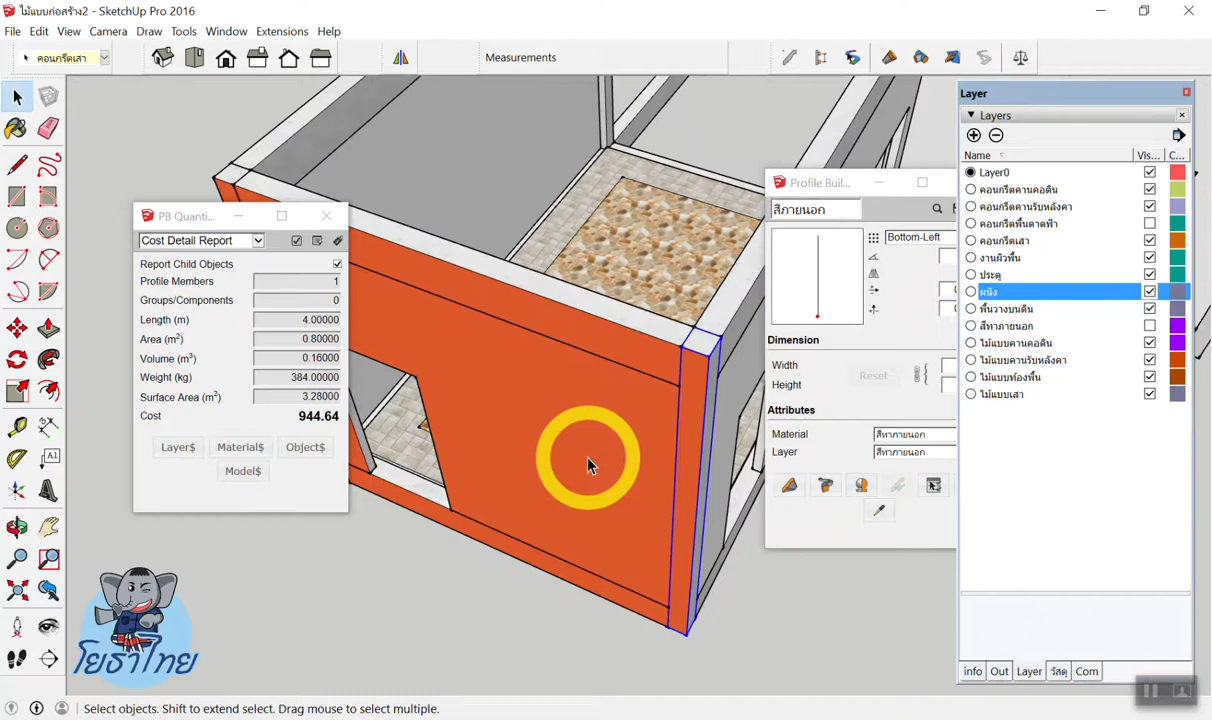 ไม้แบบก่อสร้าง2 - SketchUp Pro 2016
File Edit View Camera Draw Tools Window Extensions Help
คอนกรีตเสา
Measurements
Layer
Layers
Name Vis... C...
Layer0
คอนกรีตคานคอดิน
คอนกรีตคานรับหลังคา
คอนกรีตพื้นดาดฟ้า
คอนกรีตเสา
งานผิวพื้น
ประตู
ผนัง
พื้นวางบนดิน
สีทาภายนอก
ไม้แบบคานคอดิน
ไม้แบบคานรับหลังคา
ไม้แบบท้องพื้น
ไม้แบบเสา
info Out Layer วัสดุ Com
PB Quanti...
Cost Detail Report
Report Child Objects
Profile Members 1
Groups/Components 0
Length (m) 4.00000
Area (m²) 0.80000
Volume (m³) 0.16000
Weight (kg) 384.00000
Surface Area (m²) 3.28000
Cost 944.64
Layer$ Material$ Object$
Model$
Profile Buil...
สีภายนอก
Bottom-Left
Dimension
Width
Height
Reset
Attributes
Material สีทาภายนอก
Layer สีทาภายนอก
A1
โยธาไทย
Select objects. Shift to extend select. Drag mouse to select multiple.